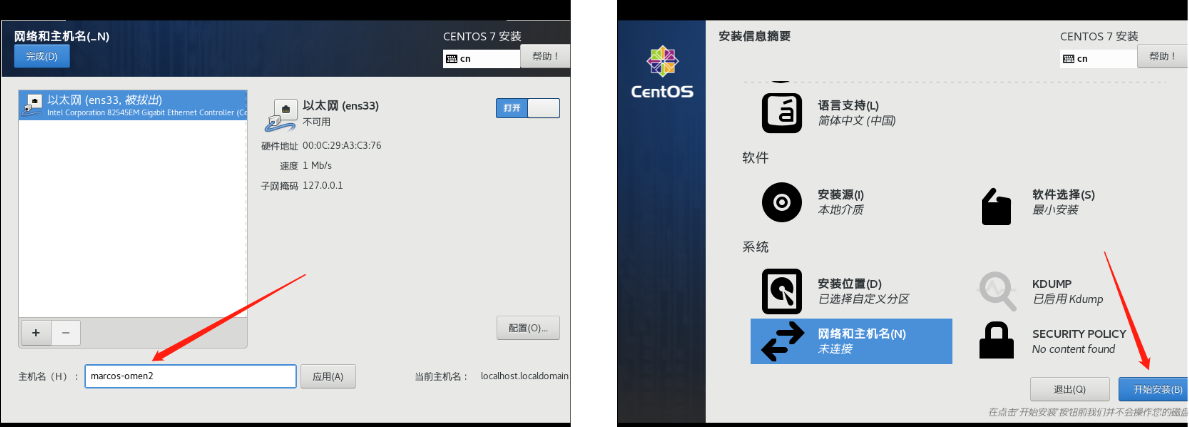 网络和主机名(_N)
完成(D)
CENTOS 7 安装
cn
帮助！
以太网 (ens33, 被拔出)
Intel Corporation 82545EM Gigabit Ethernet Controller (Co
以太网 (ens33)
不可用
打开
硬件地址 00:0C:29:A3:C3:76
速度 1 Mb/s
子网掩码 127.0.0.1
+
−
配置(O)...
主机名（H）： marcos-omen2
应用(A)
当前主机名： localhost.localdomain
安装信息摘要
CENTOS 7 安装
cn
帮助！
CentOS
语言支持(L)
简体中文 (中国)
软件
安装源(I)
本地介质
软件选择(S)
最小安装
系统
安装位置(D)
已选择自定义分区
KDUMP
已启用 Kdump
网络和主机名(N)
未连接
SECURITY POLICY
No content found
退出(Q)
开始安装(B)
在点击'开始安装'按钮前我们并不会操作您的磁盘